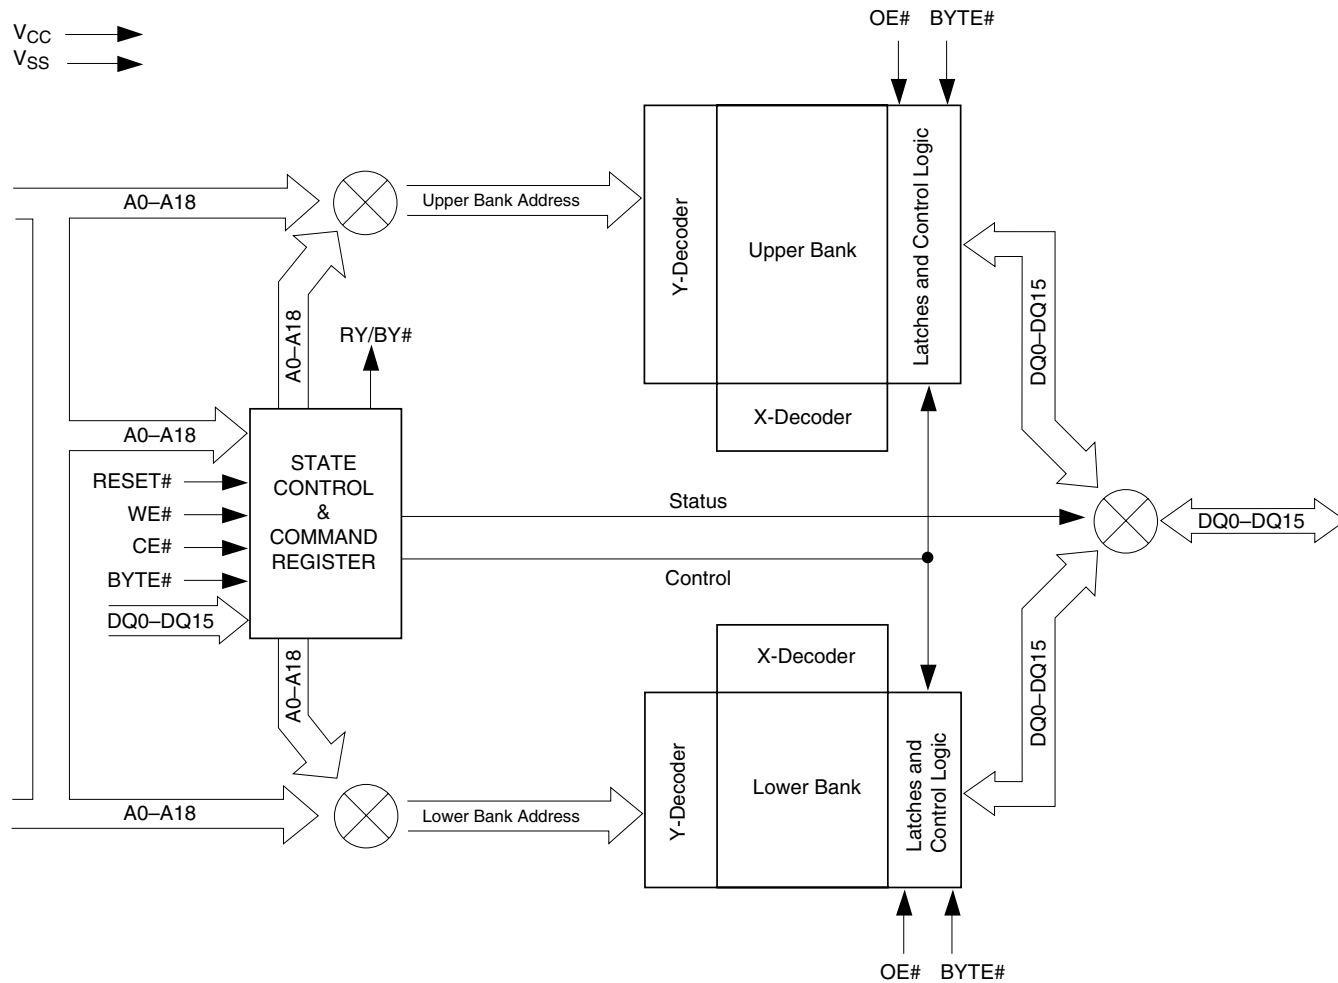 VCC
VSS
OE# BYTE#
A0–A18
Upper Bank Address
Y-Decoder
Upper Bank
Latches and Control Logic
DQ0–DQ15
A0–A18
RY/BY#
X-Decoder
A0–A18
RESET#
WE#
CE#
BYTE#
DQ0–DQ15
STATE
CONTROL
&
COMMAND
REGISTER
Status
Control
DQ0–DQ15
A0–A18
X-Decoder
DQ0–DQ15
A0–A18
Lower Bank Address
Y-Decoder
Lower Bank
Latches and
Control Logic
OE# BYTE#